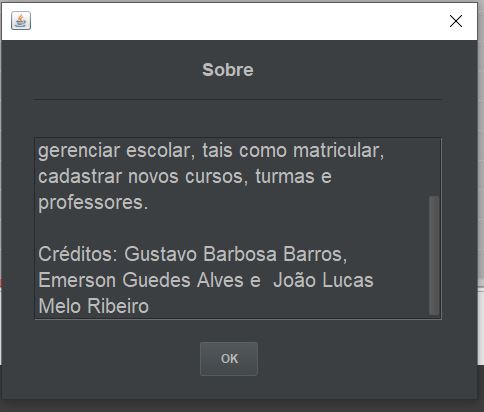 Sobre
gerenciar escolar, tais como matricular,
cadastrar novos cursos, turmas e
professores.
Créditos: Gustavo Barbosa Barros,
Emerson Guedes Alves e  João Lucas
Melo Ribeiro
OK